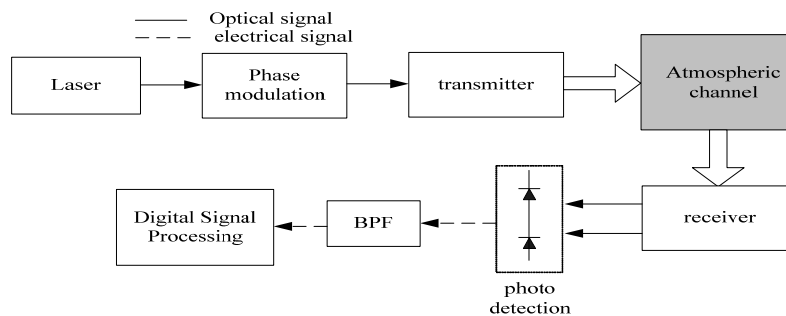 Optical signal
electrical signal
Laser
Phase
modulation
transmitter
Atmospheric
channel
Digital Signal
Processing
BPF
receiver
photo
detection